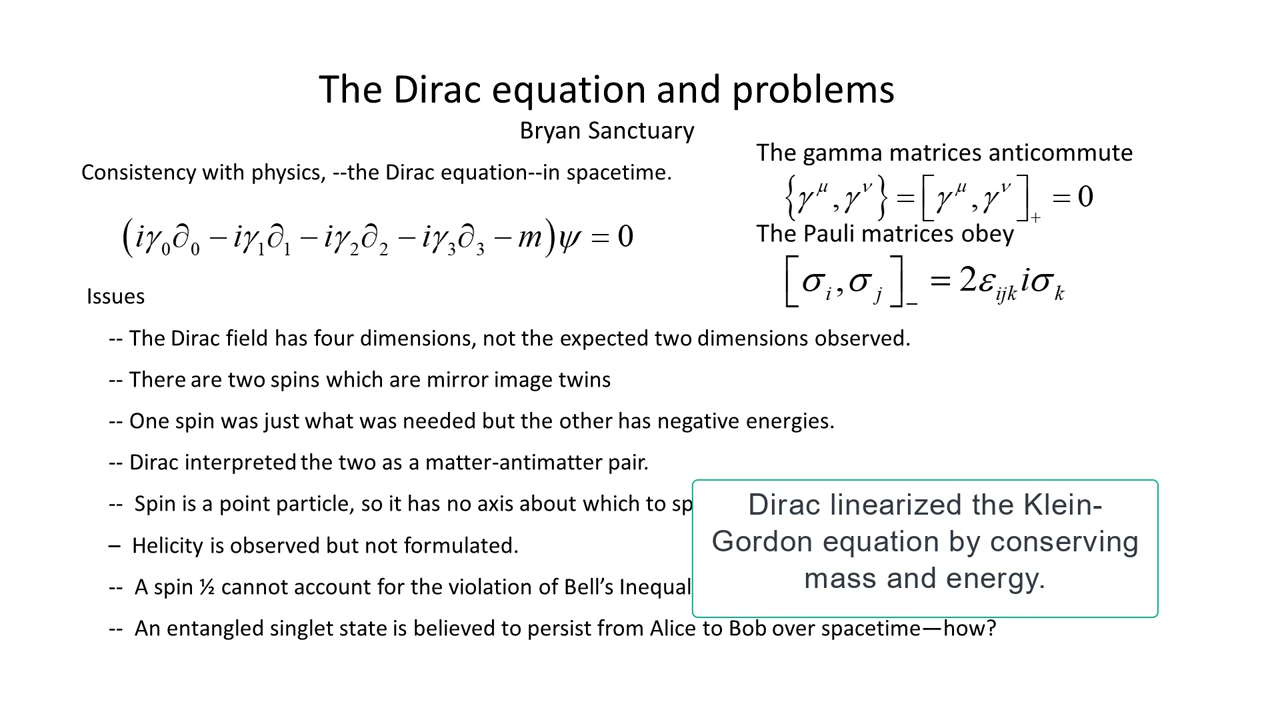 The Dirac equation and problems
Bryan Sanctuary
Consistency with physics, --the Dirac equation--in spacetime.
(iγ₀∂₀ − iγ₁∂₁ − iγ₂∂₂ − iγ₃∂₃ − m)ψ = 0
The gamma matrices anticommute
{γ^μ, γ^ν} = [γ^μ, γ^ν]₊ = 0
The Pauli matrices obey
[σᵢ, σⱼ]₋ = 2ε_ijk iσ_k
Issues
-- The Dirac field has four dimensions, not the expected two dimensions observed.
-- There are two spins which are mirror image twins
-- One spin was just what was needed but the other has negative energies.
-- Dirac interpreted the two as a matter-antimatter pair.
-- Spin is a point particle, so it has no axis about which to sp
– Helicity is observed but not formulated.
-- A spin ½ cannot account for the violation of Bell’s Inequal
-- An entangled singlet state is believed to persist from Alice to Bob over spacetime—how?
Dirac linearized the Klein-
Gordon equation by conserving
mass and energy.